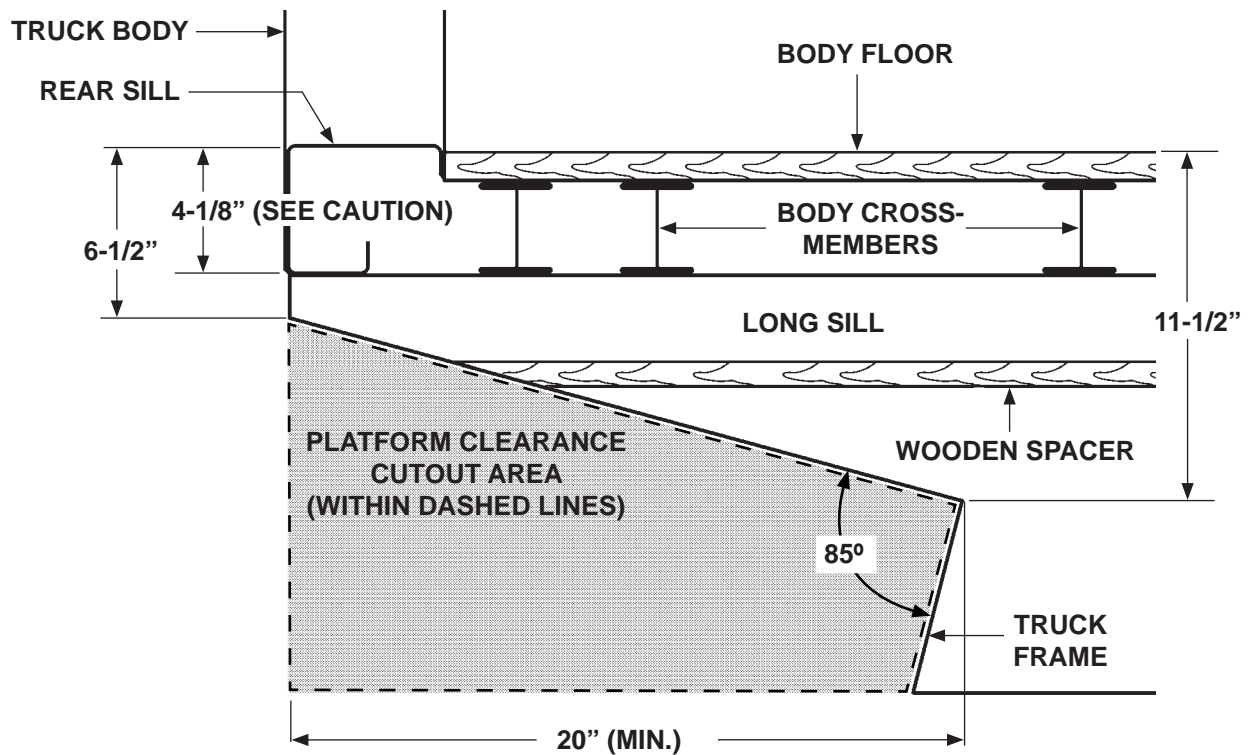 TRUCK BODY
BODY FLOOR
REAR SILL
4-1/8” (SEE CAUTION)
BODY CROSS-
MEMBERS
6-1/2”
LONG SILL
11-1/2”
PLATFORM CLEARANCE
CUTOUT AREA
(WITHIN DASHED LINES)
WOODEN SPACER
85º
TRUCK
FRAME
20” (MIN.)